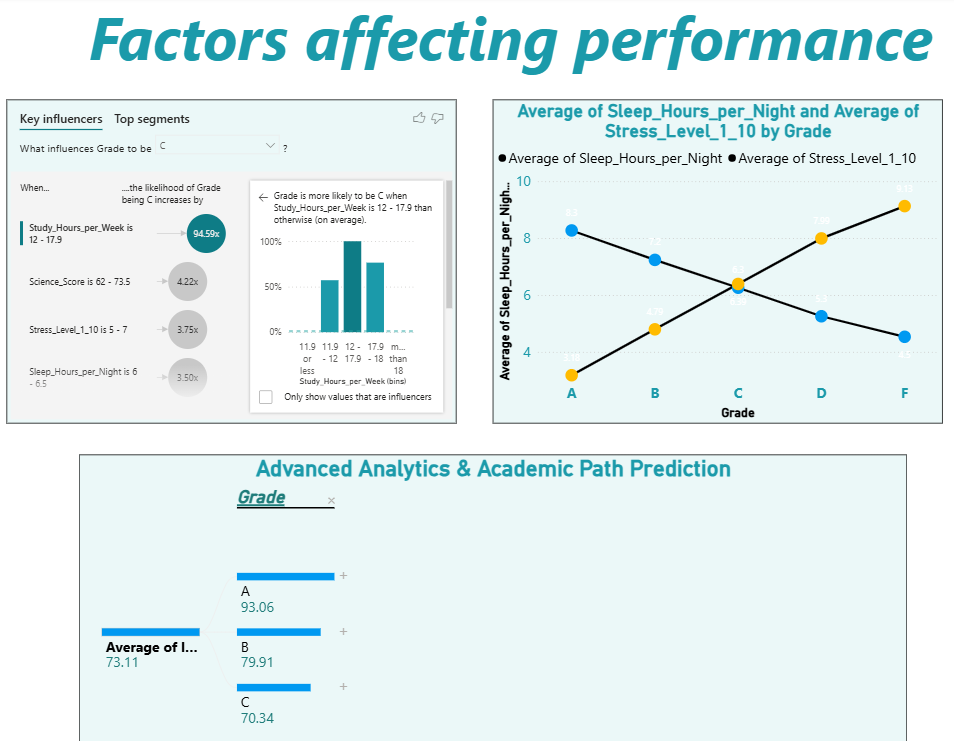 Factors affecting performance
Key influencers
Top segments
What influences Grade to be
C
?
When...
....the likelihood of Grade
being C increases by
Study_Hours_per_Week is
12 - 17.9
94.59x
Science_Score is 62 - 73.5
4.22x
Stress_Level_1_10 is 5 - 7
3.75x
Sleep_Hours_per_Night is 6
- 6.5
3.50x
Grade is more likely to be C when
Study_Hours_per_Week is 12 - 17.9 than
otherwise (on average).
100%
50%
0%
11.9 11.9 12 - 17.9 m...
or - 12 17.9 - 18 than
less 18
Study_Hours_per_Week (bins)
Only show values that are influencers
Average of Sleep_Hours_per_Night and Average of
Stress_Level_1_10 by Grade
Average of Sleep_Hours_per_Night
Average of Stress_Level_1_10
Average of Sleep_Hours_per_Nigh...
10
8
6
4
A B C D F
Grade
Advanced Analytics & Academic Path Prediction
Grade
A
93.06
Average of I...
73.11
B
79.91
C
70.34